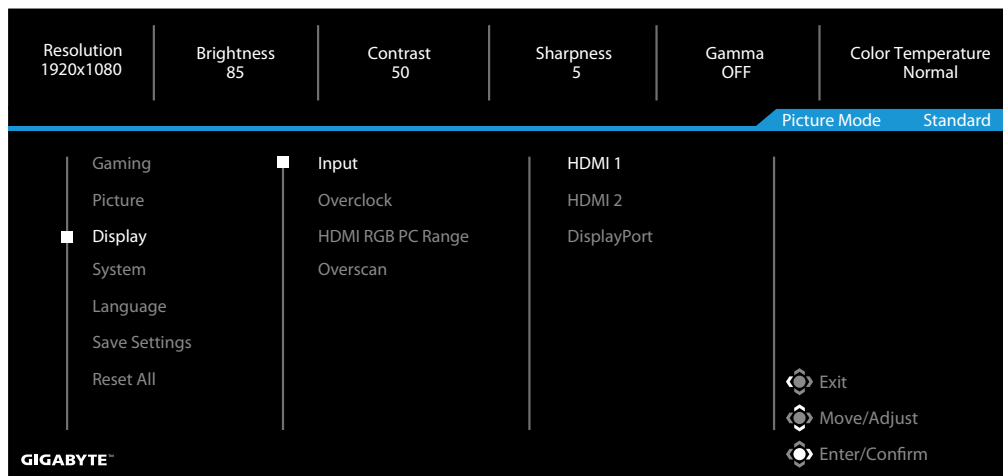 Resolution
1920x1080
Brightness
85
Contrast
50
Sharpness
5
Gamma
OFF
Color Temperature
Normal
Picture Mode Standard
Gaming
Picture
Display
System
Language
Save Settings
Reset All
Input
Overclock
HDMI RGB PC Range
Overscan
HDMI 1
HDMI 2
DisplayPort
Exit
Move/Adjust
Enter/Confirm
GIGABYTE™